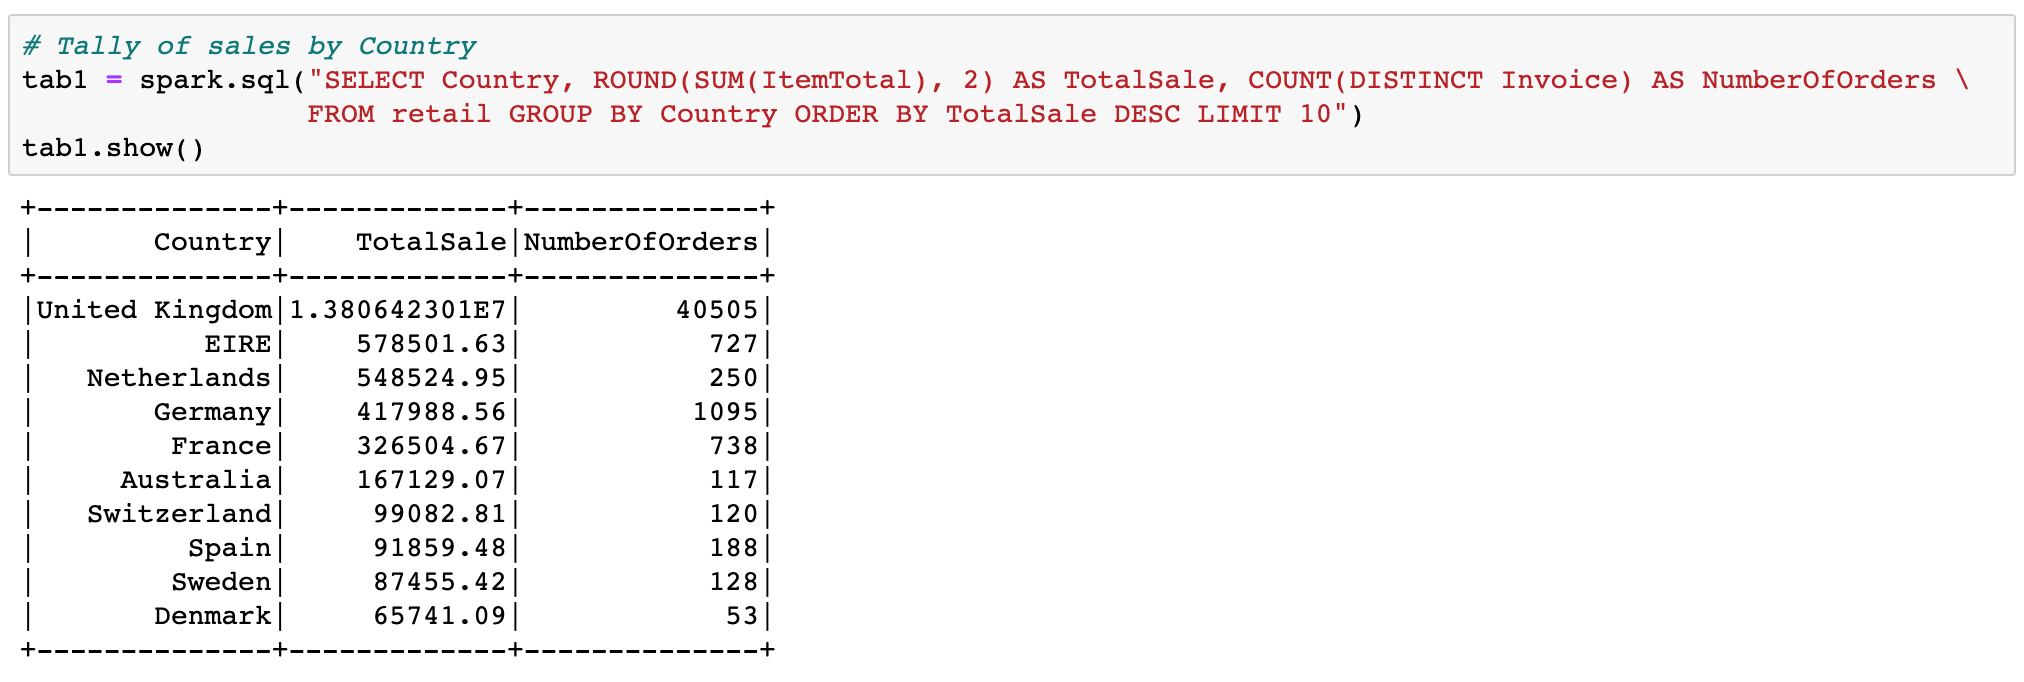 # Tally of sales by Country
tab1 = spark.sql("SELECT Country, ROUND(SUM(ItemTotal), 2) AS TotalSale, COUNT(DISTINCT Invoice) AS NumberOfOrders \
                 FROM retail GROUP BY Country ORDER BY TotalSale DESC LIMIT 10")
tab1.show()
+--------------+-------------+--------------+
|       Country|    TotalSale|NumberOfOrders|
+--------------+-------------+--------------+
|United Kingdom|1.380642301E7|         40505|
|          EIRE|    578501.63|           727|
|   Netherlands|    548524.95|           250|
|       Germany|    417988.56|          1095|
|        France|    326504.67|           738|
|     Australia|    167129.07|           117|
|   Switzerland|     99082.81|           120|
|         Spain|     91859.48|           188|
|        Sweden|     87455.42|           128|
|       Denmark|     65741.09|            53|
+--------------+-------------+--------------+